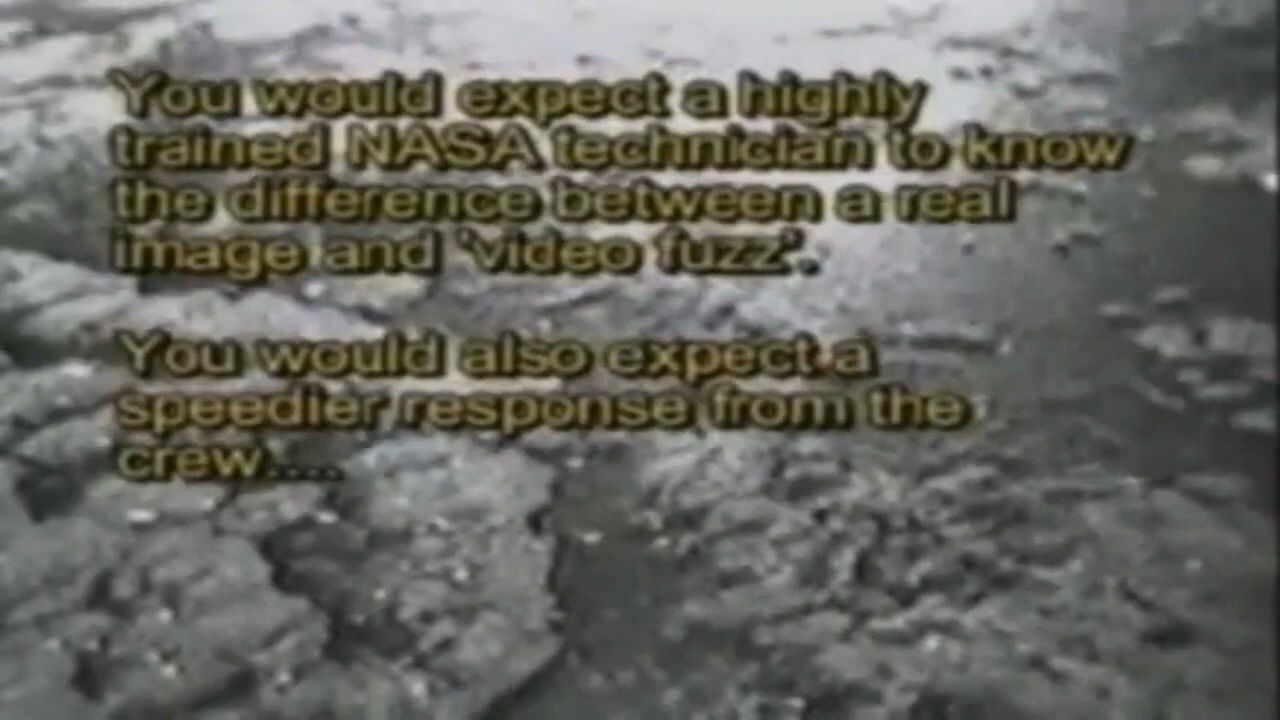 You would expect a highly
trained NASA technician to know
the difference between a real
image and 'video fuzz'.
You would also expect a
speedier response from the
crew....